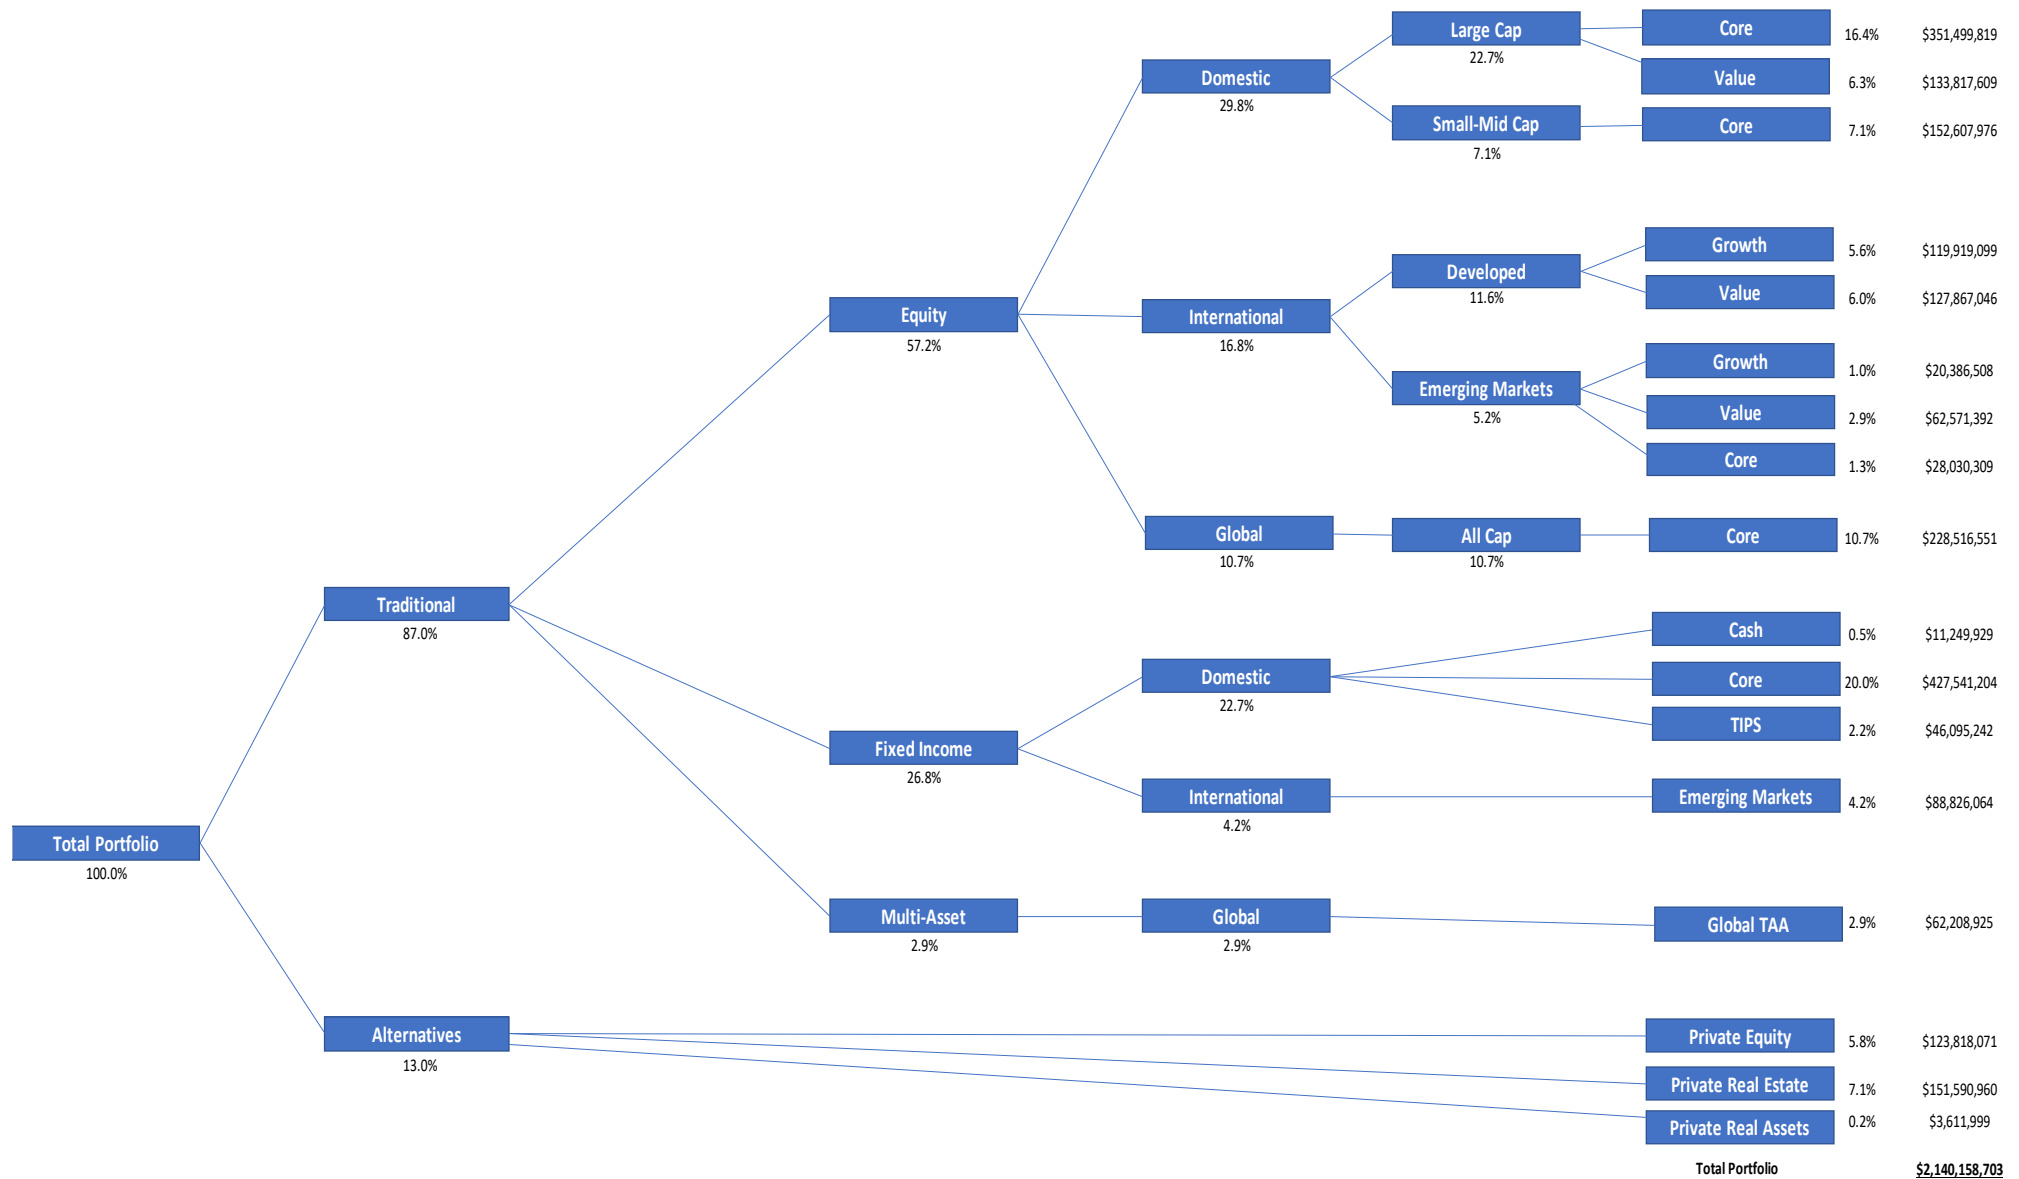 Large Cap
22.7%
Core
16.4%
$351,499,819
Value
6.3%
$133,817,609
Domestic
29.8%
Small-Mid Cap
7.1%
Core
7.1%
$152,607,976
Growth
5.6%
$119,919,099
Developed
11.6%
Value
6.0%
$127,867,046
Equity
57.2%
International
16.8%
Growth
1.0%
$20,386,508
Emerging Markets
5.2%
Value
2.9%
$62,571,392
Core
1.3%
$28,030,309
Global
10.7%
All Cap
10.7%
Core
10.7%
$228,516,551
Traditional
87.0%
Cash
0.5%
$11,249,929
Domestic
22.7%
Core
20.0%
$427,541,204
TIPS
2.2%
$46,095,242
Fixed Income
26.8%
International
4.2%
Emerging Markets
4.2%
$88,826,064
Total Portfolio
100.0%
Multi-Asset
2.9%
Global
2.9%
Global TAA
2.9%
$62,208,925
Alternatives
13.0%
Private Equity
5.8%
$123,818,071
Private Real Estate
7.1%
$151,590,960
Private Real Assets
0.2%
$3,611,999
Total Portfolio
$2,140,158,703